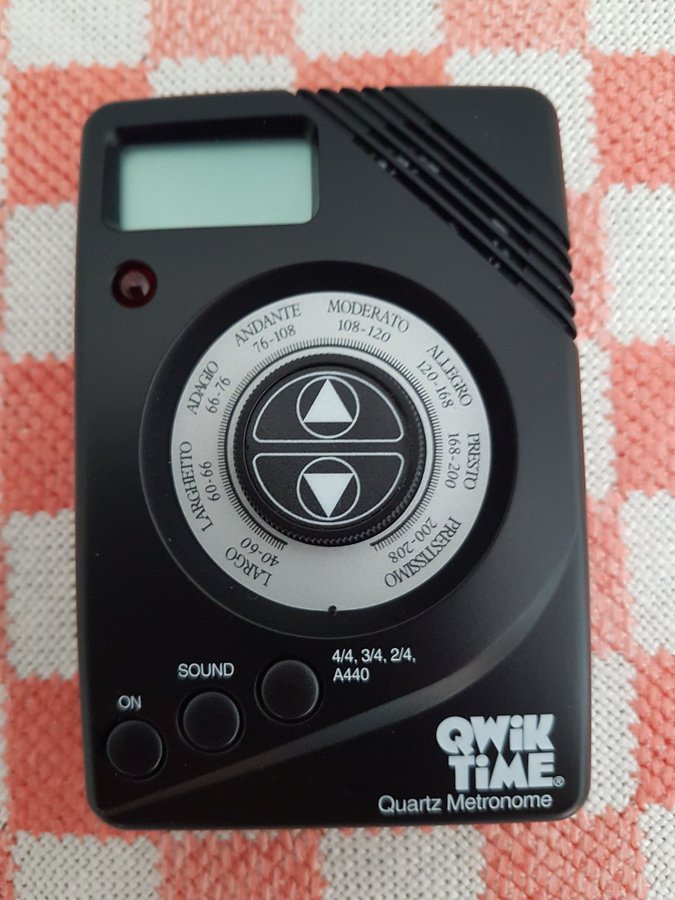 ANDANTE
76-108
MODERATO
108-120
ADAGIO
66-76
ALLEGRO
120-168
LARGHETTO
60-66
PRESTO
168-200
LARGO
40-60
PRESTISSIMO
200-208
4/4, 3/4, 2/4,
A440
SOUND
ON
QWiK
TiME®
Quartz Metronome